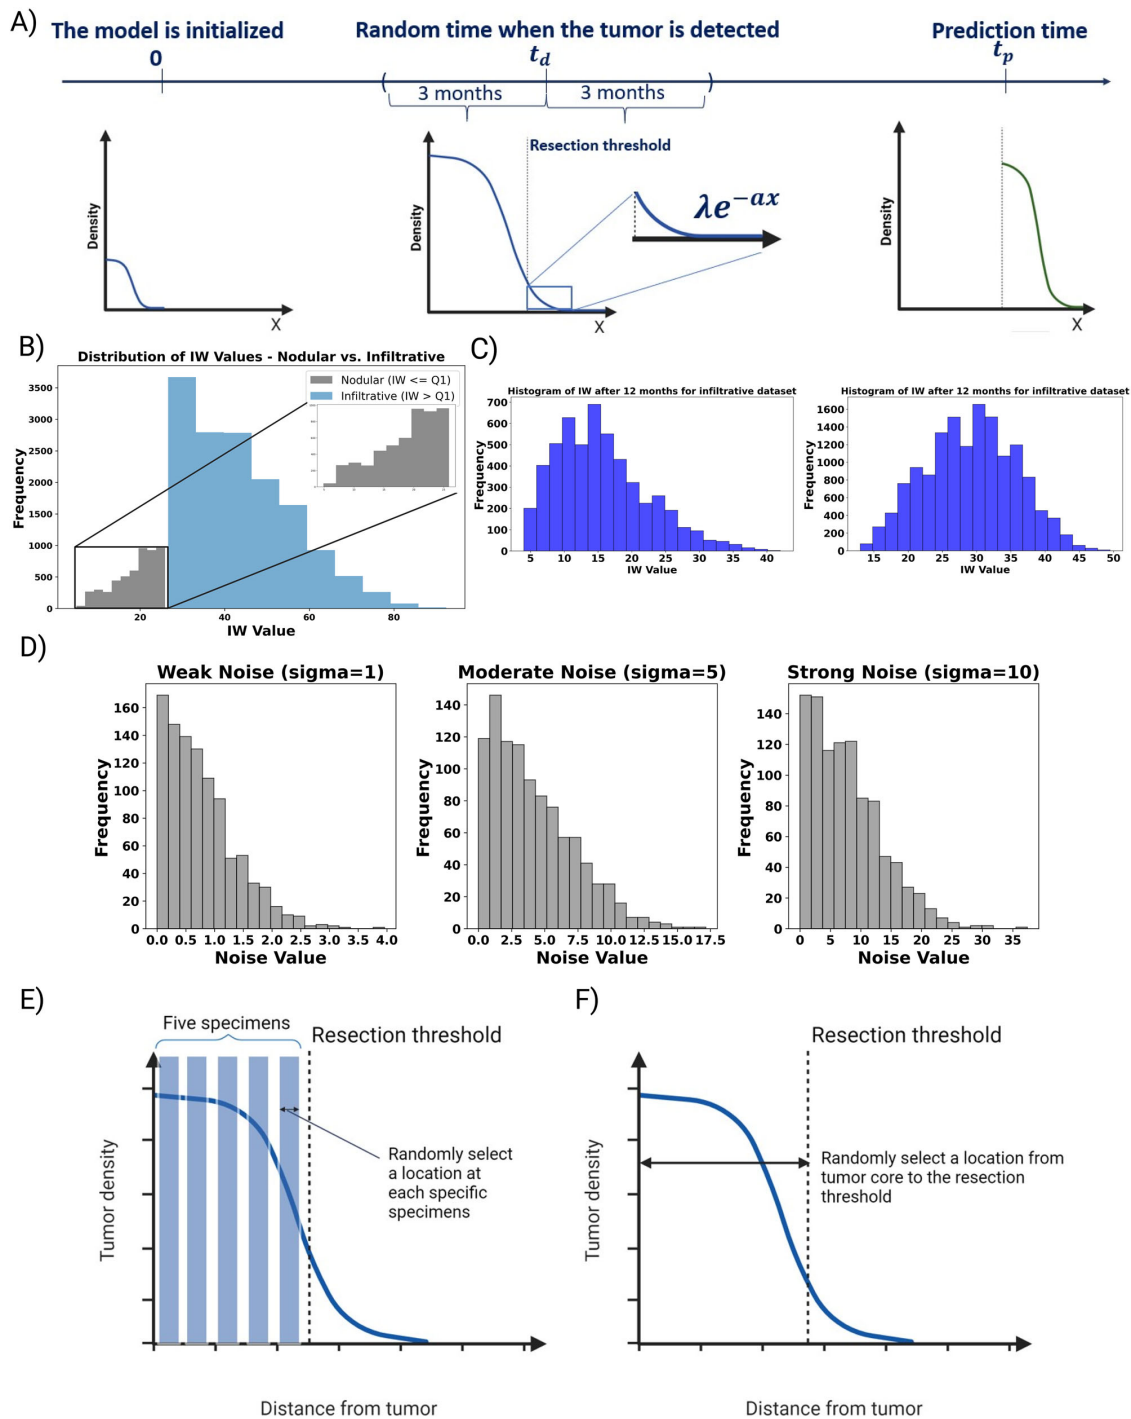 A)
The model is initialized
0
Random time when the tumor is detected
t_d
Prediction time
t_p
3 months
3 months
Density
X
Resection threshold
λe^{-ax}
Density
X
Density
X
B)
Distribution of IW Values - Nodular vs. Infiltrative
Nodular (IW <= Q1)
Infiltrative (IW > Q1)
Frequency
3500
3000
2500
2000
1500
1000
500
0
20 40 60 80
IW Value
C)
Histogram of IW after 12 months for infiltrative dataset
Frequency
700
600
500
400
300
200
100
0
5 10 15 20 25 30 35 40
IW Value
Histogram of IW after 12 months for infiltrative dataset
Frequency
1600
1400
1200
1000
800
600
400
200
0
15 20 25 30 35 40 45 50
IW Value
D)
Weak Noise (sigma=1)
Frequency
160
140
120
100
80
60
40
20
0
0.0 0.5 1.0 1.5 2.0 2.5 3.0 3.5 4.0
Noise Value
Moderate Noise (sigma=5)
Frequency
140
120
100
80
60
40
20
0
0.0 2.5 5.0 7.5 10.0 12.5 15.0 17.5
Noise Value
Strong Noise (sigma=10)
Frequency
140
120
100
80
60
40
20
0
0 5 10 15 20 25 30 35
Noise Value
E)
Five specimens
Resection threshold
Tumor density
Randomly select
a location at
each specific
specimens
Distance from tumor
F)
Resection threshold
Tumor density
Randomly select a location from
tumor core to the resection
threshold
Distance from tumor